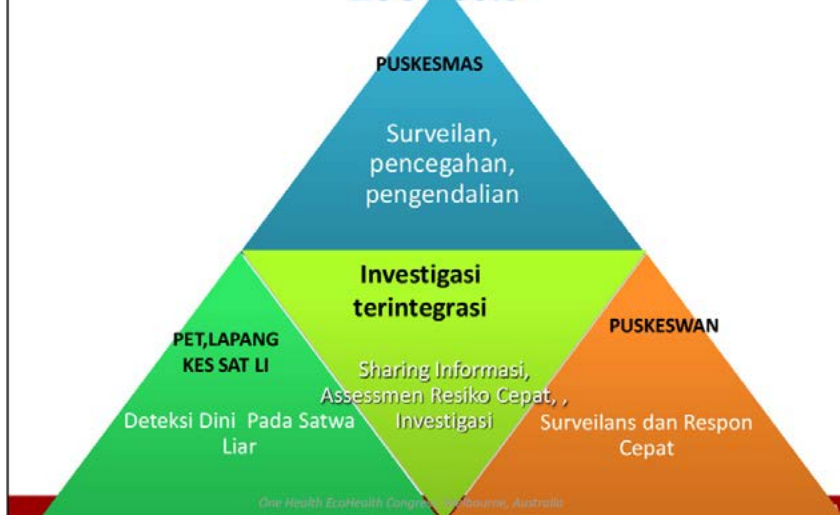 PUSKESMAS
Surveilan,
pencegahan,
pengendalian
Investigasi
terintegrasi
Sharing Informasi,
Assessmen Resiko Cepat, ,
Investigasi
PET,LAPANG
KES SAT LI
Deteksi Dini Pada Satwa
Liar
PUSKESWAN
Surveilans dan Respon
Cepat
One Health EcoHealth Congress, Melbourne, Australia